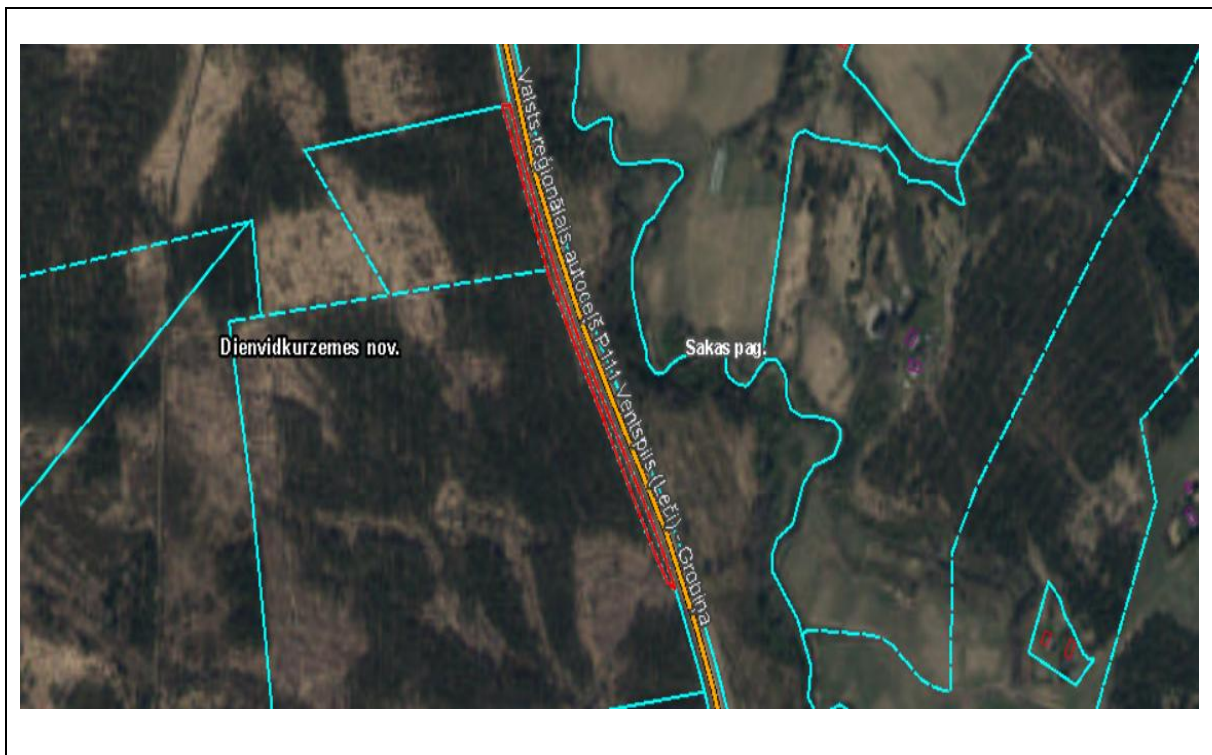 Valsts reģionālais autoceļš P111 Ventspils (Leči) - Grobiņa
Dienvidkurzemes nov.
Sakas pag.